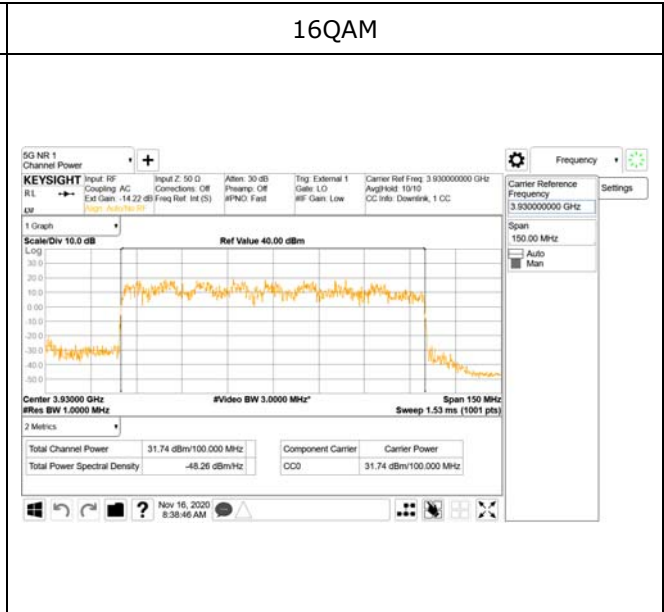 16QAM
5G NR 1
Channel Power
Frequency
KEYSIGHT
RL
Input: RF
Coupling: AC
Ext Gain: -14.22 dB
Align: Auto/No RF
Input Z: 50 Ω
Corrections: Off
Freq Ref: Int (S)
Atten: 30 dB
Preamp: Off
#PNO: Fast
Trig: External 1
Gate: LO
#IF Gain: Low
Carrier Ref Freq: 3.930000000 GHz
Avg|Hold: 10/10
CC Info: Downlink, 1 CC
Carrier Reference
Frequency
3.930000000 GHz
Settings
Span
150.00 MHz
Auto
Man
1 Graph
Scale/Div 10.0 dB
Ref Value 40.00 dBm
Log
30.0
20.0
10.0
0.00
-10.0
-20.0
-30.0
-40.0
-50.0
Center 3.93000 GHz
#Video BW 3.0000 MHz*
Span 150 MHz
#Res BW 1.0000 MHz
Sweep 1.53 ms (1001 pts)
2 Metrics
Total Channel Power
31.74 dBm/100.000 MHz
Total Power Spectral Density
-48.26 dBm/Hz
Component Carrier
Carrier Power
CC0
31.74 dBm/100.000 MHz
?
Nov 16, 2020
8:38:46 AM